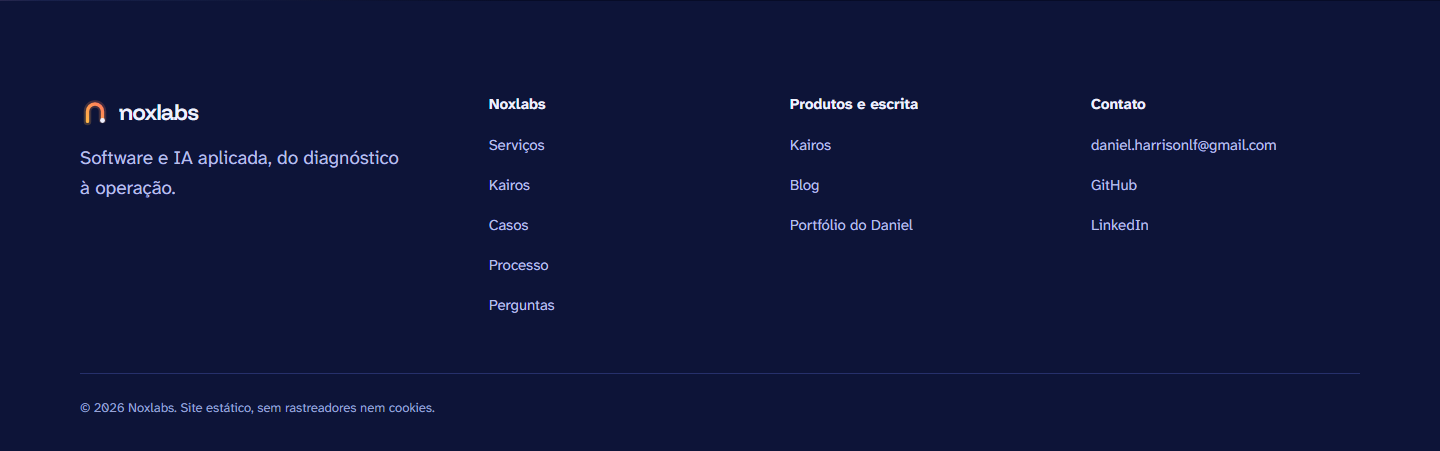 noxlabs
Software e IA aplicada, do diagnóstico
à operação.
Noxlabs
Serviços
Kairos
Casos
Processo
Perguntas
Produtos e escrita
Kairos
Blog
Portfólio do Daniel
Contato
daniel.harrisonlf@gmail.com
GitHub
LinkedIn
© 2026 Noxlabs. Site estático, sem rastreadores nem cookies.